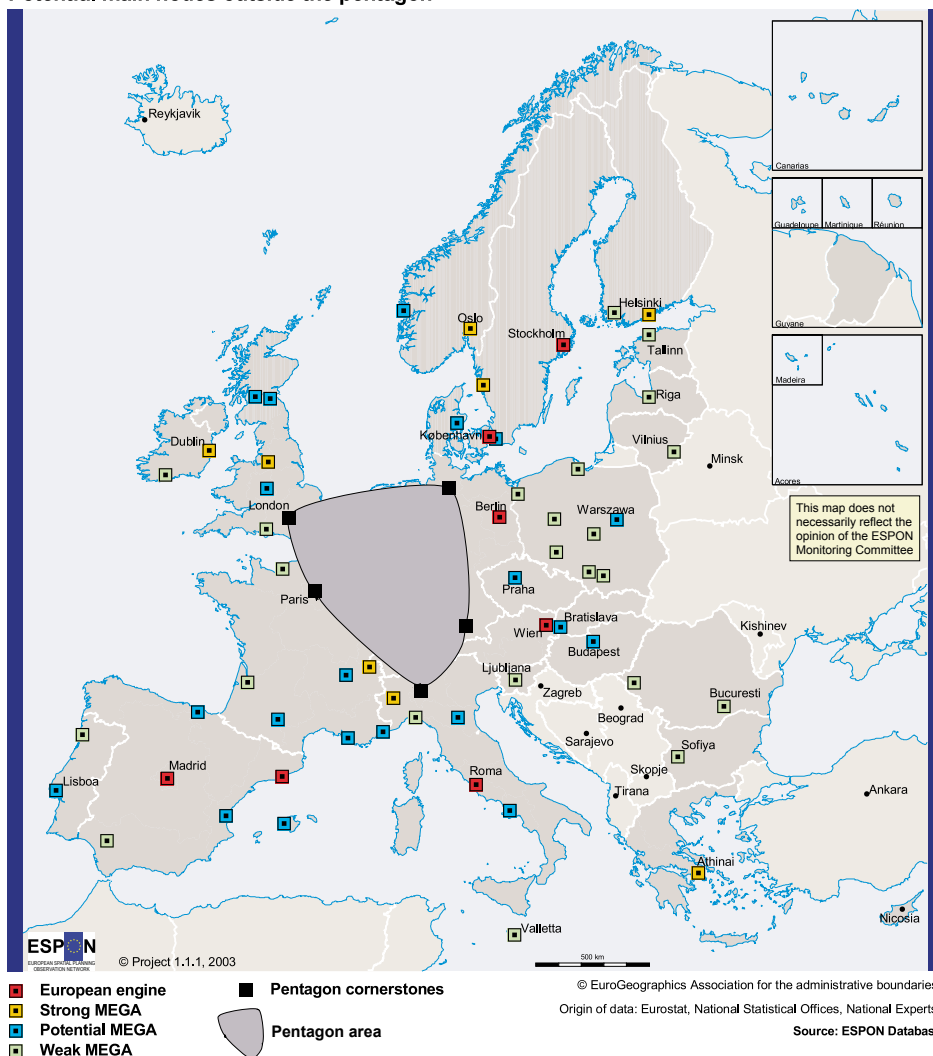 Potential main nodes outside the pentagon
Reykjavik
Canarias
Guadeloupe
Martinique
Réunion
Guyane
Madeira
Acores
Helsinki
Oslo
Stockholm
Tallinn
Riga
Dublin
København
Vilnius
Minsk
London
Berlin
Warszawa
This map does not
necessarily reflect the
opinion of the ESPON
Monitoring Committee
Paris
Praha
Wien
Bratislava
Budapest
Kishinev
Ljubljana
Zagreb
Beograd
Bucuresti
Sarajevo
Sofiya
Madrid
Roma
Skopje
Lisboa
Tirana
Ankara
Athinai
Nicosia
Valletta
ESPON
EUROPEAN SPATIAL PLANNING
OBSERVATION NETWORK
© Project 1.1.1, 2003
500 km
European engine
Strong MEGA
Potential MEGA
Weak MEGA
Pentagon cornerstones
Pentagon area
© EuroGeographics Association for the administrative boundaries
Origin of data: Eurostat, National Statistical Offices, National Experts
Source: ESPON Databas